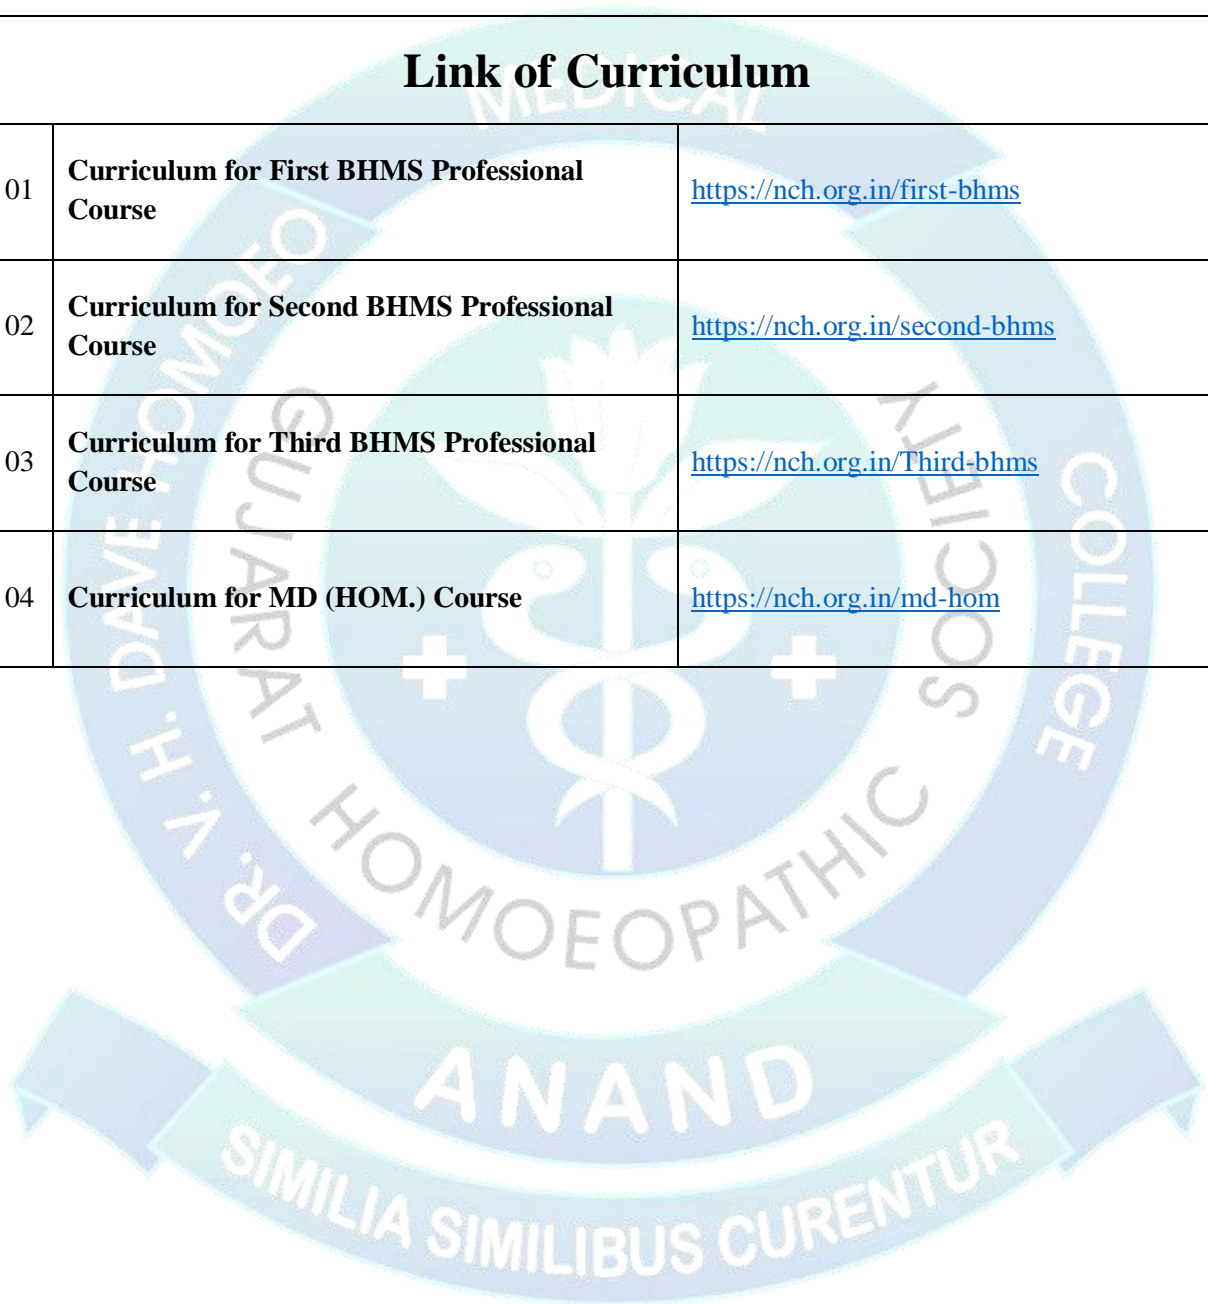 Link of Curriculum
01
Curriculum for First BHMS Professional
Course
https://nch.org.in/first-bhms
02
Curriculum for Second BHMS Professional
Course
https://nch.org.in/second-bhms
03
Curriculum for Third BHMS Professional
Course
https://nch.org.in/Third-bhms
04
Curriculum for MD (HOM.) Course
https://nch.org.in/md-hom
DR. V. H. DAVE HOMOEO MEDICAL COLLEGE
GUJARAT HOMOEOPATHIC SOCIETY
ANAND
SIMILIA SIMILIBUS CURENTUR